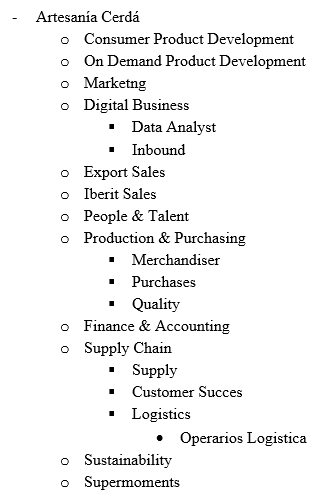 - Artesanía Cerdá
o Consumer Product Development
o On Demand Product Development
o Marketng
o Digital Business
▪ Data Analyst
▪ Inbound
o Export Sales
o Iberit Sales
o People & Talent
o Production & Purchasing
▪ Merchandiser
▪ Purchases
▪ Quality
o Finance & Accounting
o Supply Chain
▪ Supply
▪ Customer Succes
▪ Logistics
• Operarios Logistica
o Sustainability
o Supermoments